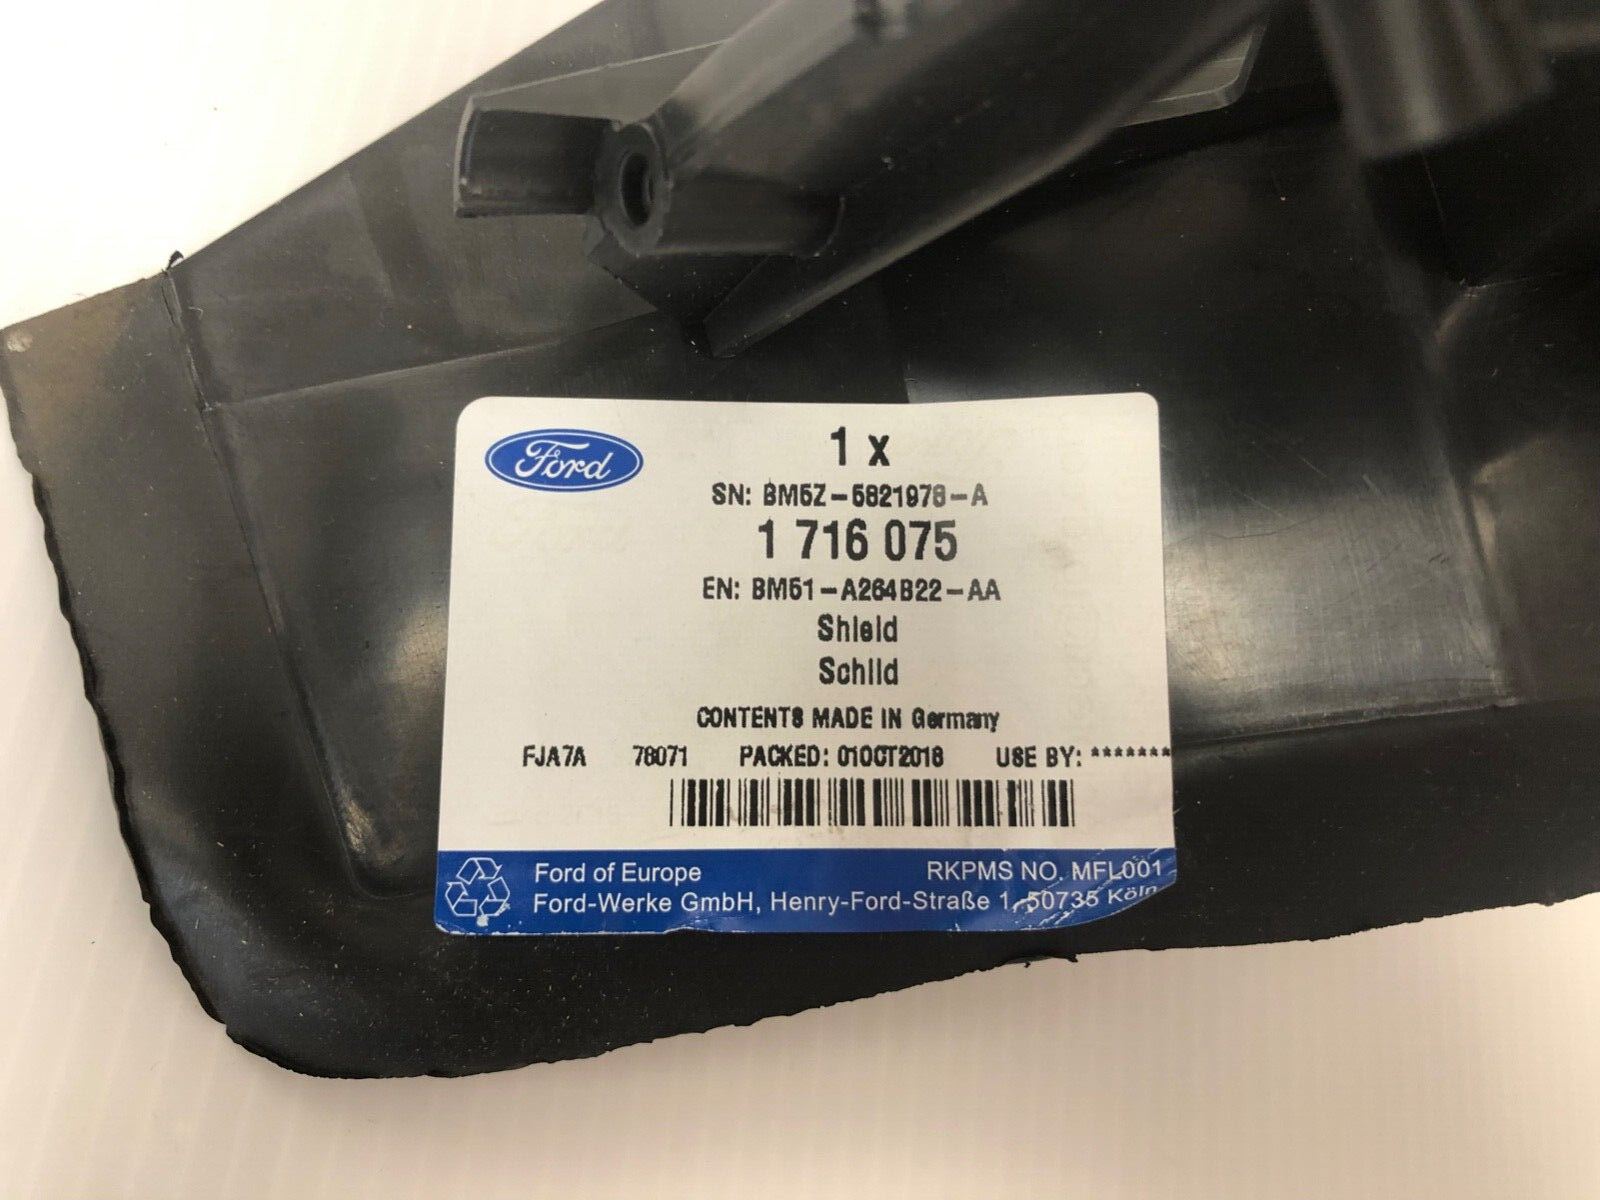 Ford
1 x
SN: BM5Z-5821978-A
1 716 075
EN: BM51-A264B22-AA
Shield
Schild
CONTENTS MADE IN Germany
FJA7A 78071 PACKED: 01OCT2018 USE BY: *******
Ford of Europe RKPMS NO. MFL001
Ford-Werke GmbH, Henry-Ford-Straße 1, 50735 Köln